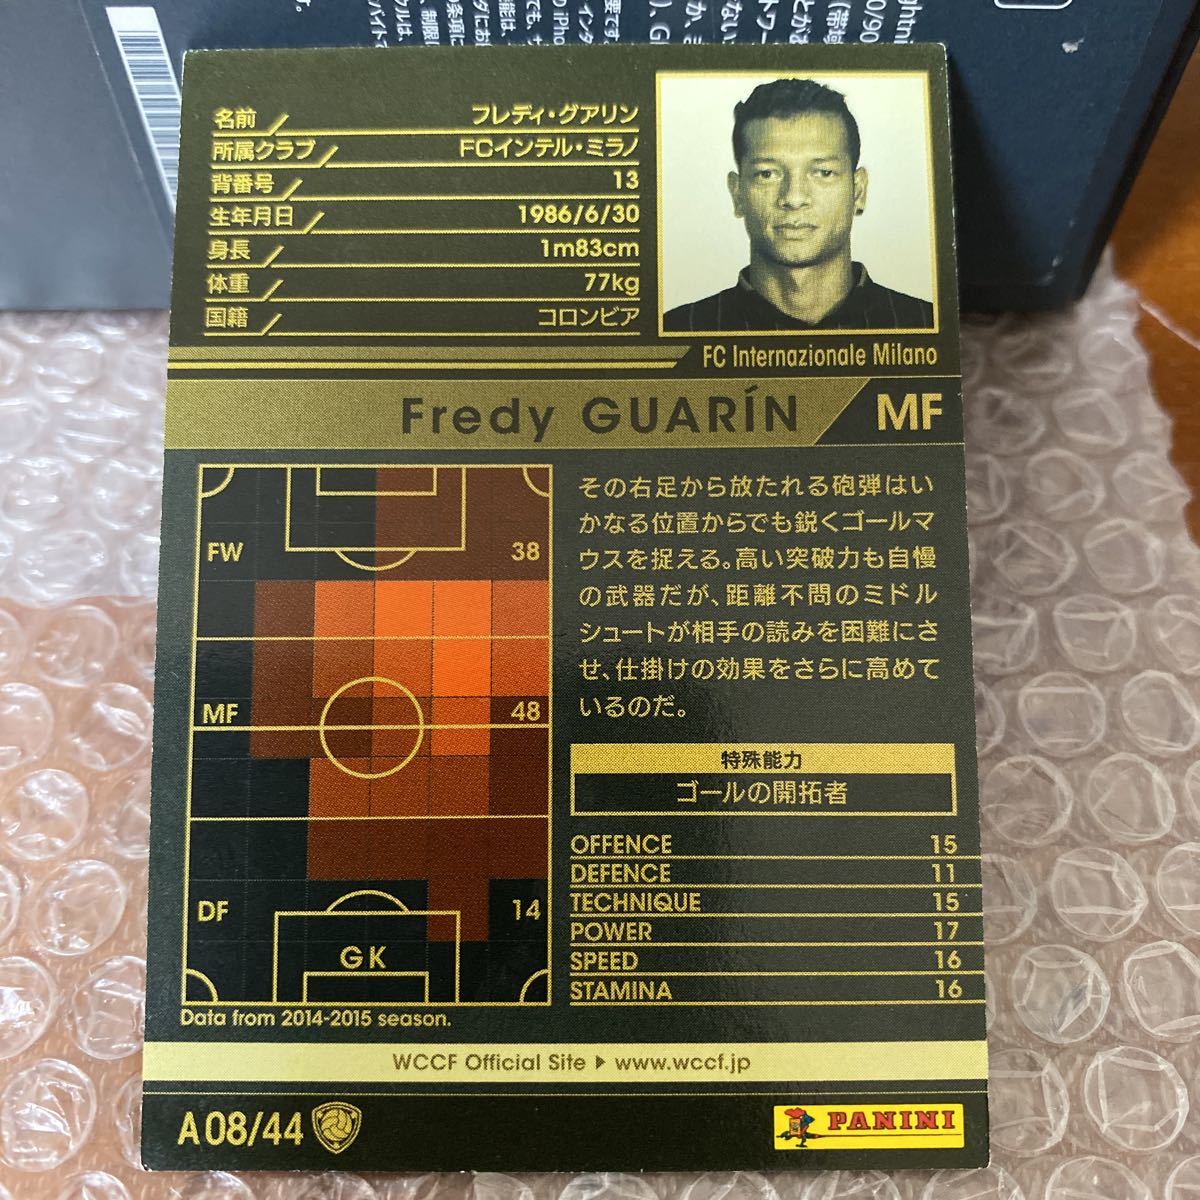 名前 フレディ・グアリン
所属クラブ FCインテル・ミラノ
背番号 13
生年月日 1986/6/30
身長 1m83cm
体重 77kg
国籍 コロンビア
FC Internazionale Milano
Fredy GUARÍN MF
FW 38
MF 48
DF 14
GK
Data from 2014-2015 season.
その右足から放たれる砲弾はい
かなる位置からでも鋭くゴールマ
ウスを捉える。高い突破力も自慢
の武器だが、距離不問のミドル
シュートが相手の読みを困難にさ
せ、仕掛けの効果をさらに高めて
いるのだ。
特殊能力
ゴールの開拓者
OFFENCE 15
DEFENCE 11
TECHNIQUE 15
POWER 17
SPEED 16
STAMINA 16
WCCF Official Site ▶ www.wccf.jp
A08/44
PANINI